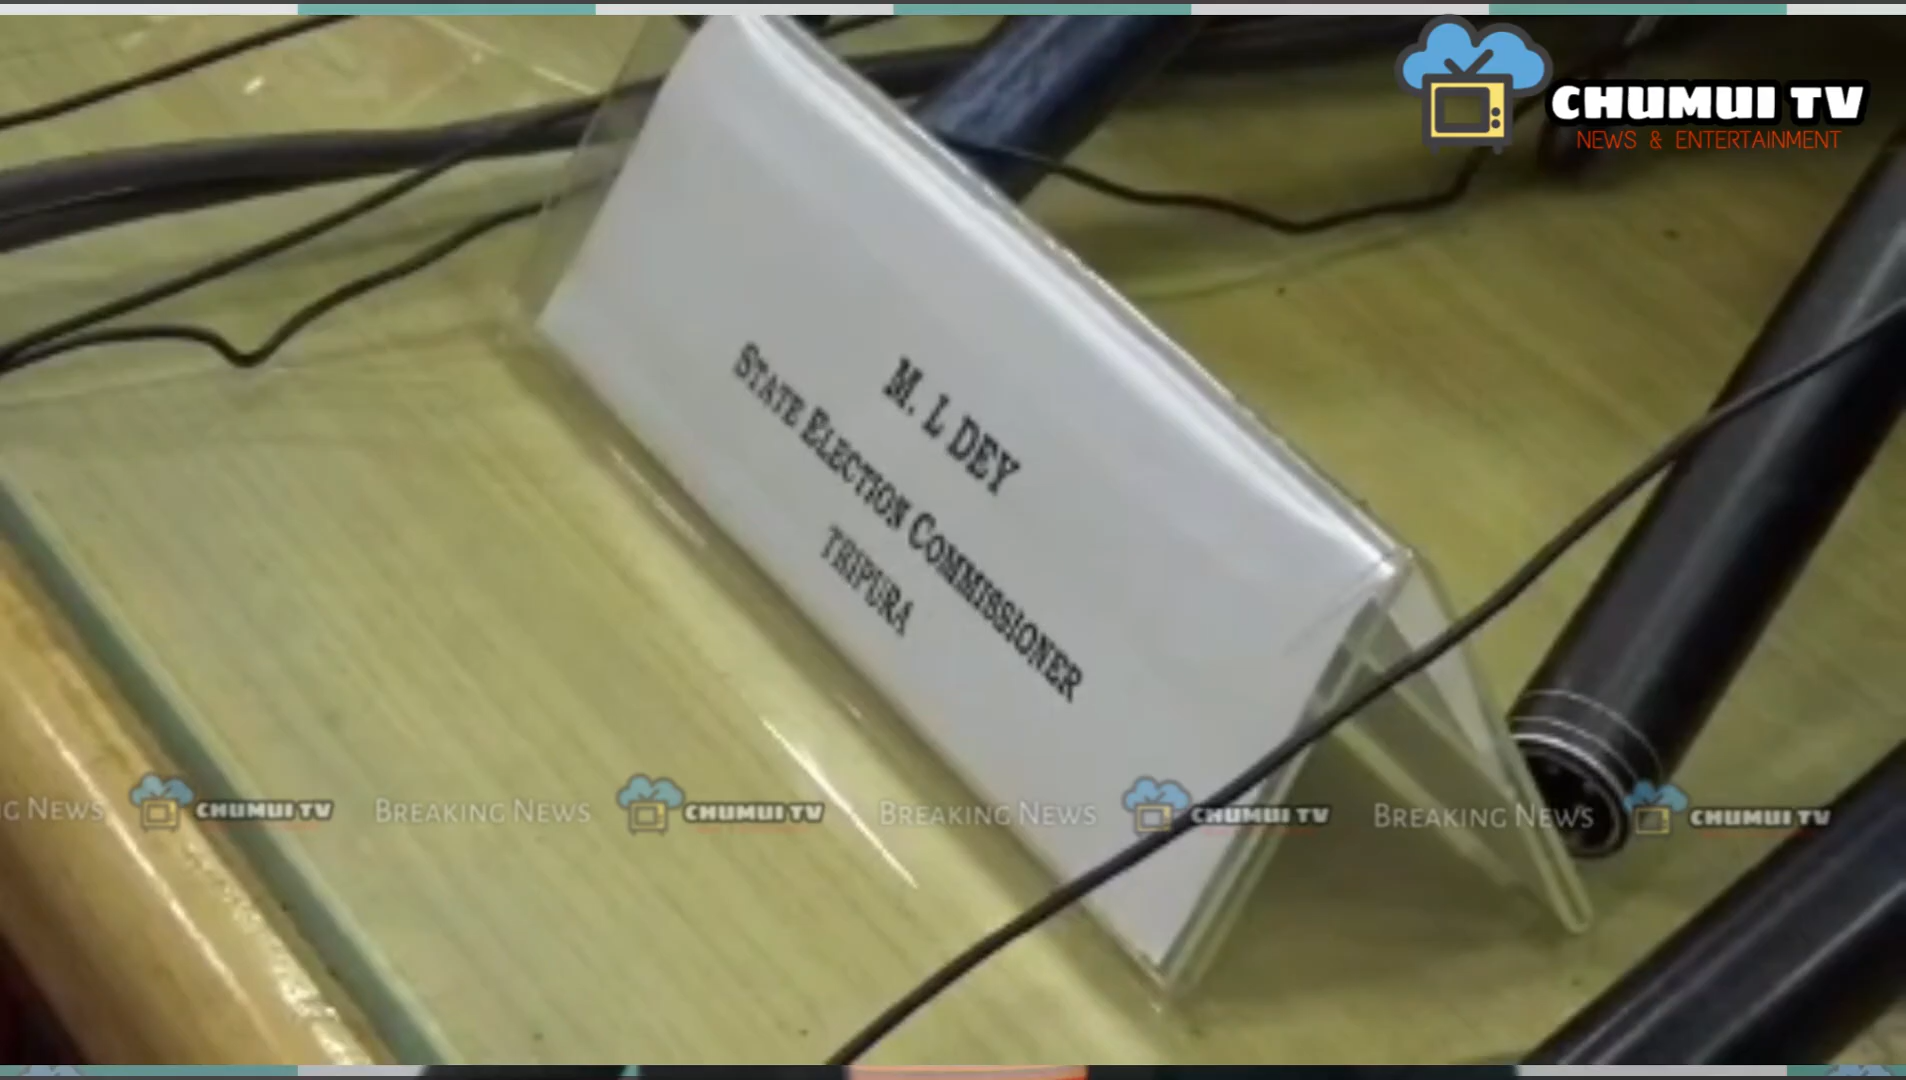 CHUMUI TV
NEWS & ENTERTAINMENT
M. L DEY
STATE ELECTION COMMISSIONER
TRIPURA
NG NEWS CHUMUI TV BREAKING NEWS CHUMUI TV BREAKING NEWS CHUMUI TV BREAKING NEWS CHUMUI TV